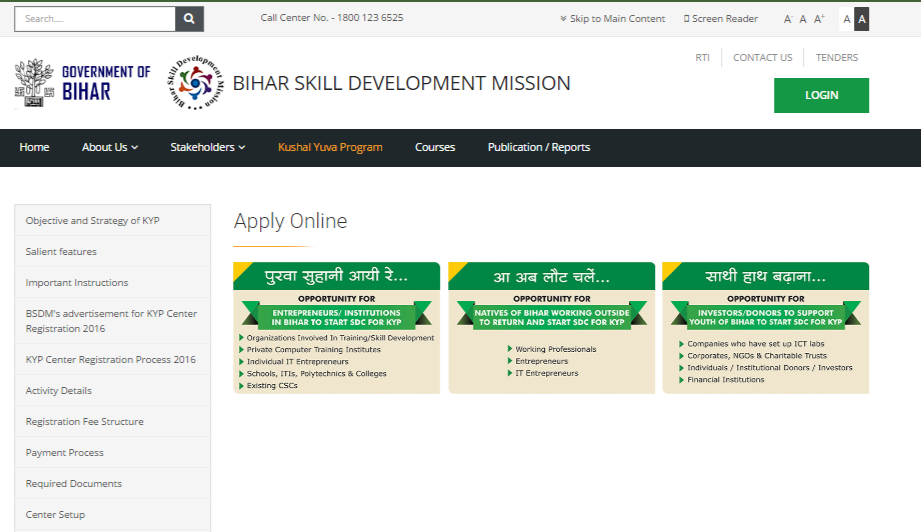 Search....
Call Center No. - 1800 123 6525
Skip to Main Content
Screen Reader
A- A A+
A A
GOVERNMENT OF
BIHAR
Bihar Skill Development Mission
BIHAR SKILL DEVELOPMENT MISSION
RTI
CONTACT US
TENDERS
LOGIN
Home
About Us
Stakeholders
Kushal Yuva Program
Courses
Publication / Reports
Objective and Strategy of KYP
Salient features
Important Instructions
BSDM's advertisement for KYP Center
Registration 2016
KYP Center Registration Process 2016
Activity Details
Registration Fee Structure
Payment Process
Required Documents
Center Setup
Apply Online
पुरवा सुहानी आयी रे...
OPPORTUNITY FOR
ENTREPRENEURS/ INSTITUTIONS
IN BIHAR TO START SDC FOR KYP
Organizations Involved In Training/Skill Development
Private Computer Training Institutes
Individual IT Entrepreneurs
Schools, ITIs, Polytechnics & Colleges
Existing CSCs
आ अब लौट चलें...
OPPORTUNITY FOR
NATIVES OF BIHAR WORKING OUTSIDE
TO RETURN AND START SDC FOR KYP
Working Professionals
Entrepreneurs
IT Entrepreneurs
साथी हाथ बढ़ाना...
OPPORTUNITY FOR
INVESTORS/DONORS TO SUPPORT
YOUTH OF BIHAR TO START SDC FOR KYP
Companies who have set up ICT labs
Corporates, NGOs & Charitable Trusts
Individuals / Institutional Donors / Investors
Financial Institutions